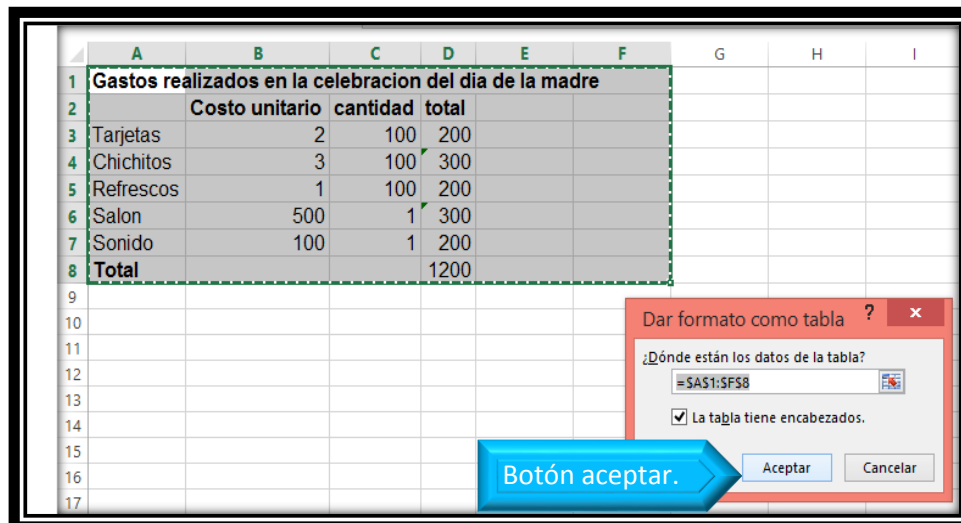 A B C D E F G H I
1 Gastos realizados en la celebracion del dia de la madre
2 Costo unitario cantidad total
3 Tarjetas 2 100 200
4 Chichitos 3 100 300
5 Refrescos 1 100 200
6 Salon 500 1 300
7 Sonido 100 1 200
8 Total 1200
9
10
11
12
13
14
15
16
17
Dar formato como tabla ? x
¿Dónde están los datos de la tabla?
=$A$1:$F$8
La tabla tiene encabezados.
Botón aceptar.
Aceptar Cancelar